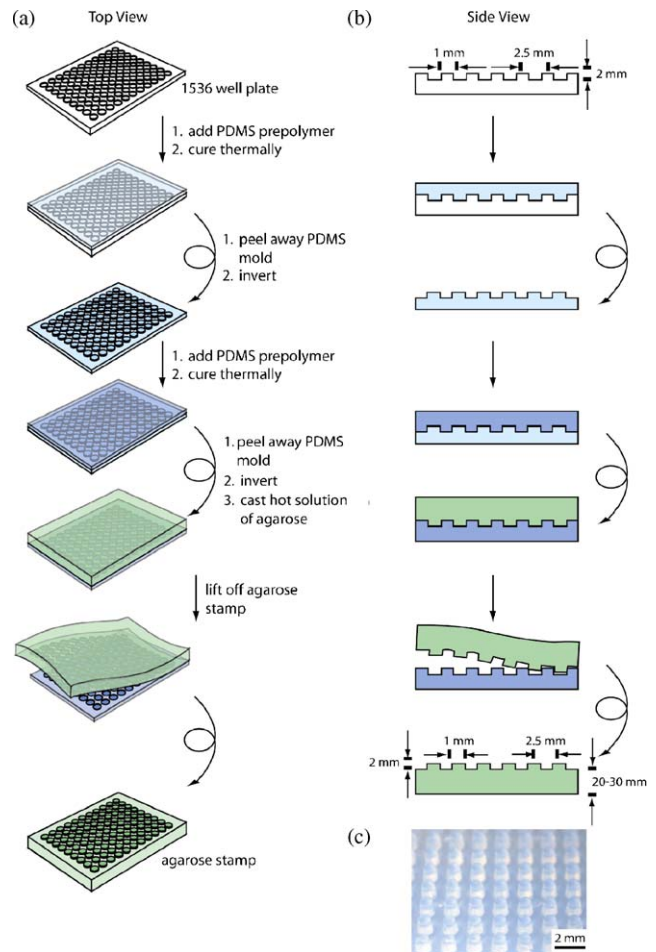 (a)
Top View
1536 well plate
1. add PDMS prepolymer
2. cure thermally
1. peel away PDMS
mold
2. invert
1. add PDMS prepolymer
2. cure thermally
1. peel away PDMS
mold
2. invert
3. cast hot solution
of agarose
lift off agarose
stamp
agarose stamp
(b)
Side View
1 mm
2.5 mm
2 mm
1 mm
2.5 mm
2 mm
20-30 mm
(c)
2 mm